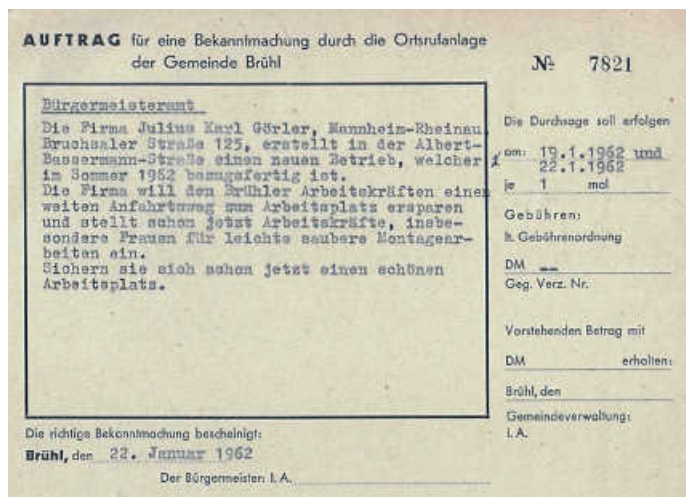 AUFTRAG für eine Bekanntmachung durch die Ortsrufanlage
der Gemeinde Brühl
№ 7821
Bürgermeisteramt
Die Firma Julius Karl Görler, Mannheim-Rheinau
Bruchsaler Straße 125, erstellt in der Albert-
Bassermann-Straße einen neuen Betrieb, welcher
im Sommer 1962 bezugsfertig ist.
Die Firma will den Brühler Arbeitskräften einen
weiten Anfahrtsweg zum Arbeitsplatz ersparen
und stellt schon jetzt Arbeitskräfte, insbe-
sondere Frauen für leichte saubere Montagear-
beiten ein.
Sichern sie sich schon jetzt einen schönen
Arbeitsplatz.
Die Durchsage soll erfolgen
am: 19.1.1962 und
22.1.1962
je 1 mal
Gebühren:
lt. Gebührenordnung
DM --
Geg. Verz. Nr.
Vorstehenden Betrag mit
DM erhalten:
Brühl, den
Gemeindeverwaltung:
I. A.
Die richtige Bekanntmachung bescheinigt:
Brühl, den 22. Januar 1962
Der Bürgermeister: I. A.